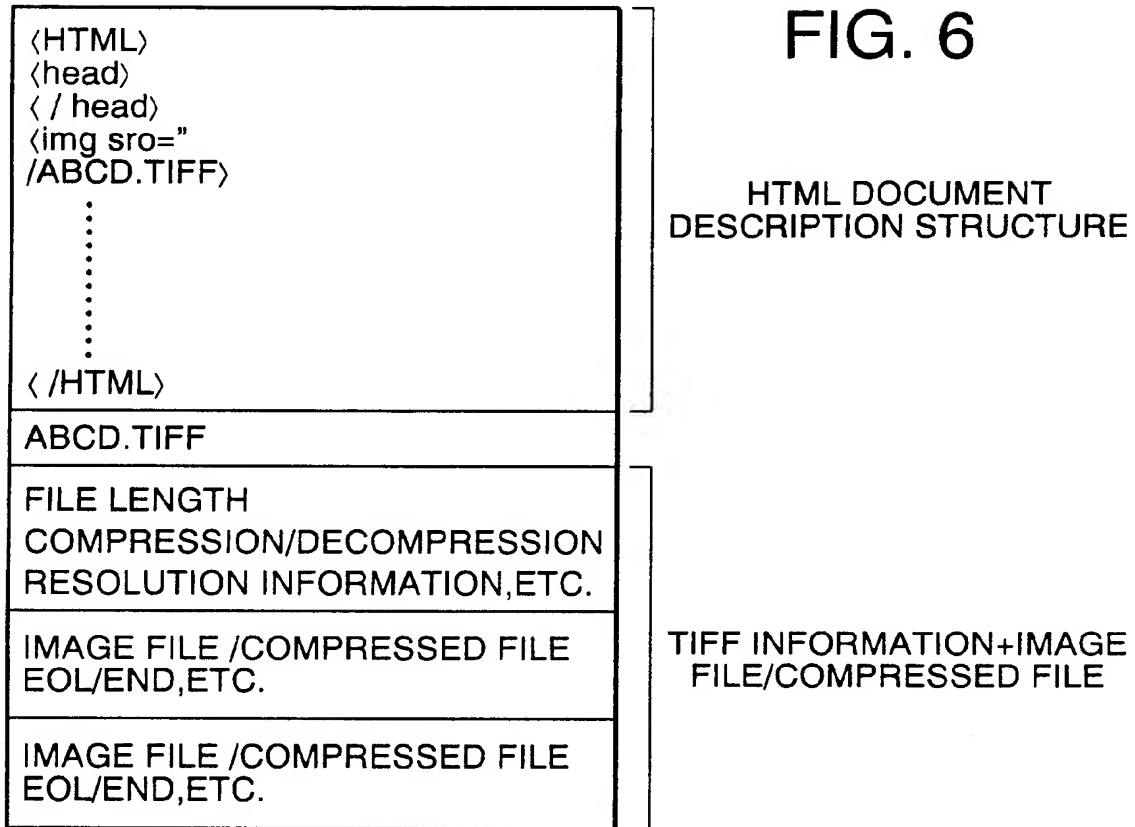 FIG. 6
〈HTML〉
〈head〉
〈 / head〉
〈img sro="
/ABCD.TIFF〉
〈 /HTML〉
HTML DOCUMENT
DESCRIPTION STRUCTURE
ABCD.TIFF
FILE LENGTH
COMPRESSION/DECOMPRESSION
RESOLUTION INFORMATION,ETC.
IMAGE FILE /COMPRESSED FILE
EOL/END,ETC.
IMAGE FILE /COMPRESSED FILE
EOL/END,ETC.
TIFF INFORMATION+IMAGE
FILE/COMPRESSED FILE